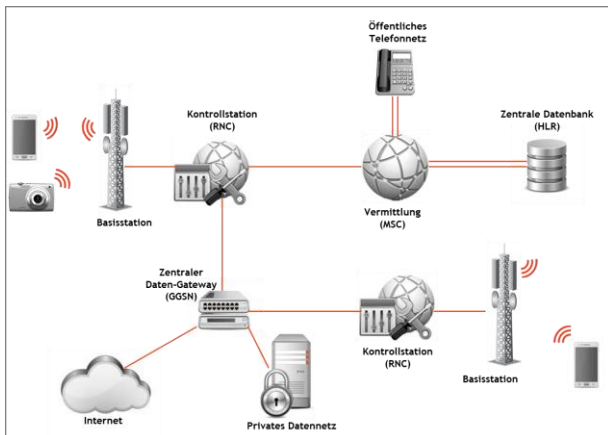 Öffentliches
Telefonnetz
Kontrollstation
(RNC)
Zentrale Datenbank
(HLR)
Basisstation
Vermittlung
(MSC)
Zentraler
Daten-Gateway
(GGSN)
Kontrollstation
(RNC)
Basisstation
Internet
Privates Datennetz